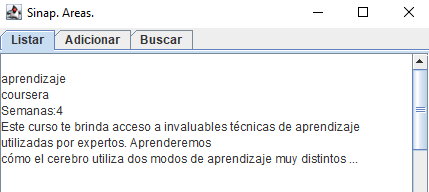 Sinap. Areas.
Listar Adicionar Buscar
aprendizaje
coursera
Semanas:4
Este curso te brinda acceso a invaluables técnicas de aprendizaje
utilizadas por expertos. Aprenderemos
cómo el cerebro utiliza dos modos de aprendizaje muy distintos ...